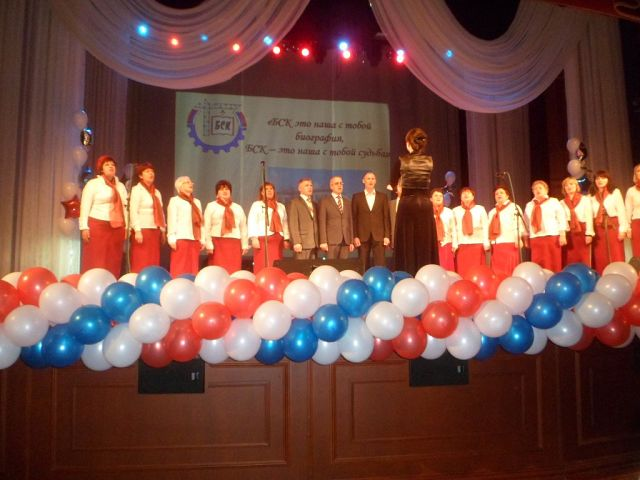 БСК
«БСК это наша с тобой
биография,
БСК – это наша с тобой судьба»